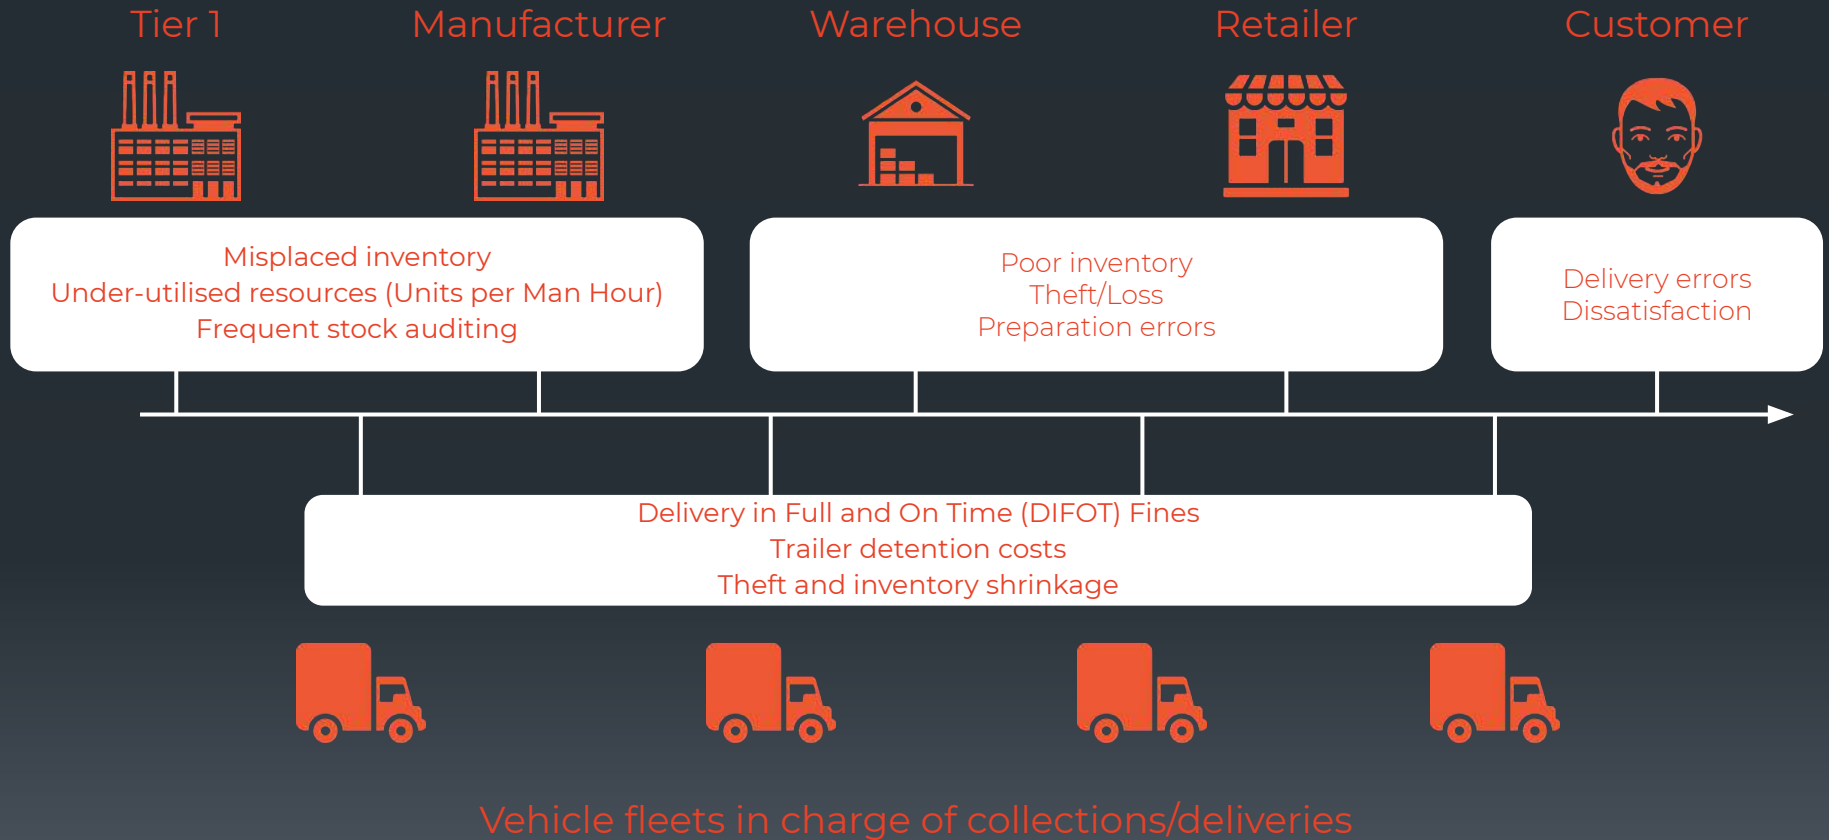 Tier 1
Manufacturer
Warehouse
Retailer
Customer
Misplaced inventory
Under-utilised resources (Units per Man Hour)
Frequent stock auditing
Poor inventory
Theft/Loss
Preparation errors
Delivery errors
Dissatisfaction
Delivery in Full and On Time (DIFOT) Fines
Trailer detention costs
Theft and inventory shrinkage
Vehicle fleets in charge of collections/deliveries